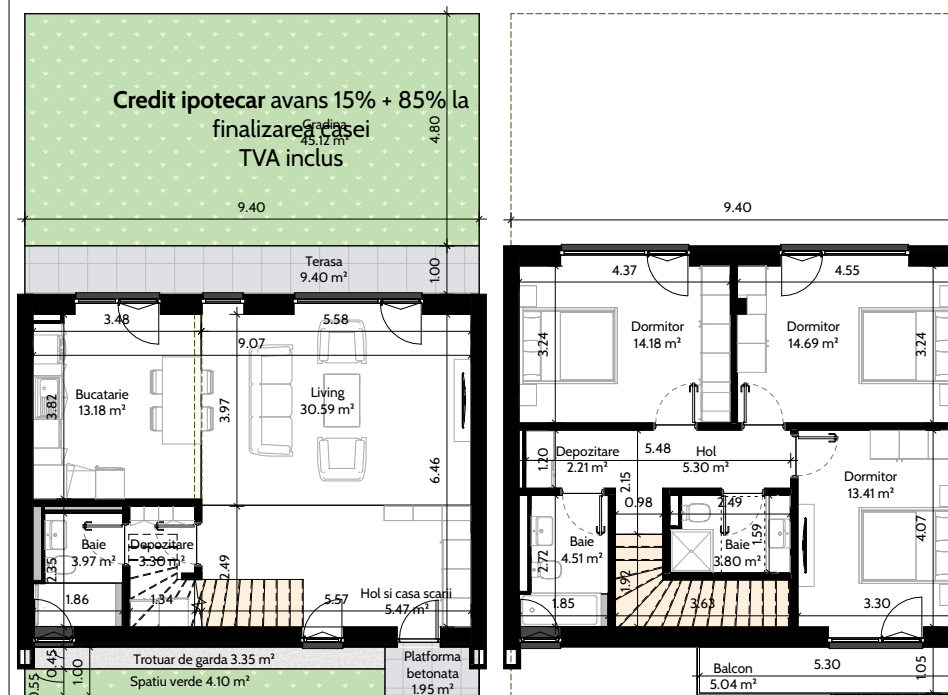 Credit ipotecar avans 15% + 85% la
finalizarea casei
TVA inclus
Gradina
45.12 m²
4.80
9.40
Terasa
9.40 m²
1.00
3.48
5.58
9.07
Bucatarie
13.18 m²
3.82
3.97
Living
30.59 m²
6.46
Baie
3.97 m²
2.35
1.86
Depozitare
3.30 m²
1.34
2.49
5.57
Hol si casa scarii
5.47 m²
Trotuar de garda 3.35 m²
Spatiu verde 4.10 m²
0.45
1.00
0.55
Platforma
betonata
1.95 m²
9.40
4.37
4.55
3.24
Dormitor
14.18 m²
Dormitor
14.69 m²
3.24
1.20
Depozitare
2.21 m²
5.48
Hol
5.30 m²
2.15
0.98
2.49
Dormitor
13.41 m²
4.07
Baie
4.51 m²
2.72
1.85
Baie
3.80 m²
1.59
1.92
3.63
3.30
Balcon
5.04 m²
5.30
1.05